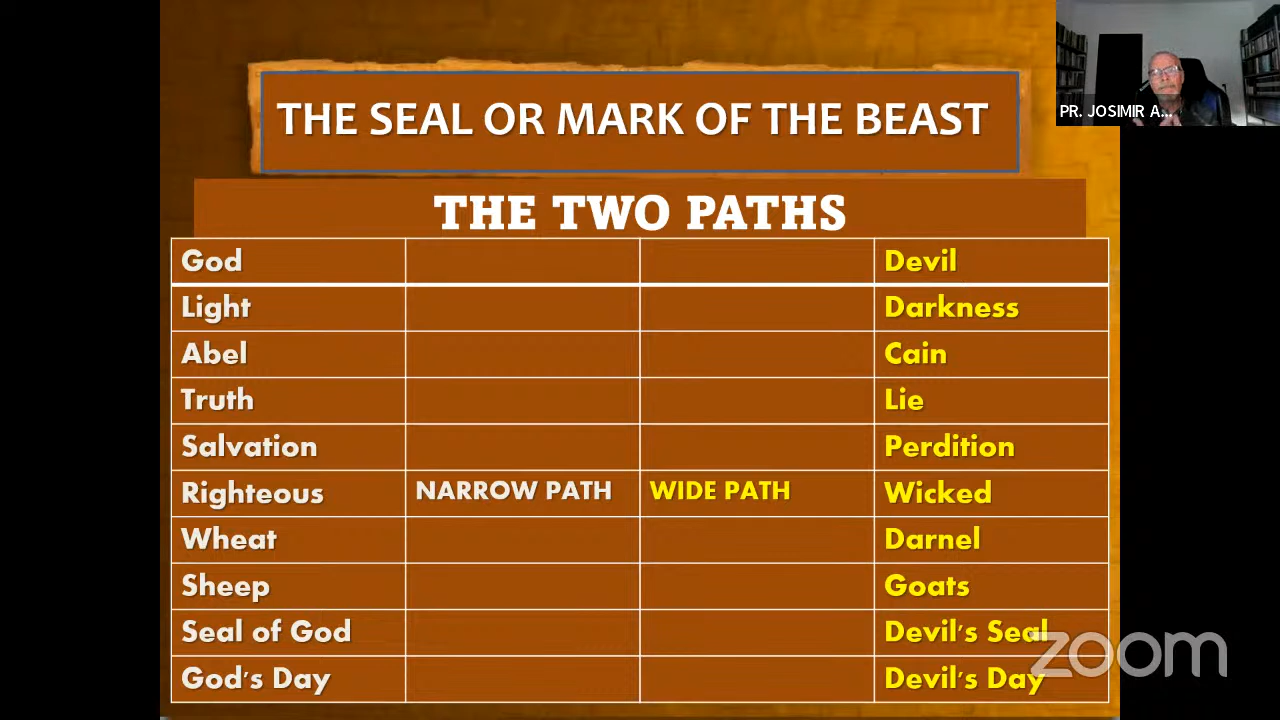 PR. JOSIMIR A...
THE SEAL OR MARK OF THE BEAST
THE TWO PATHS
God Devil
Light Darkness
Abel Cain
Truth Lie
Salvation Perdition
Righteous NARROW PATH WIDE PATH Wicked
Wheat Darnel
Sheep Goats
Seal of God Devil's Seal
God's Day Devil's Day
zoom